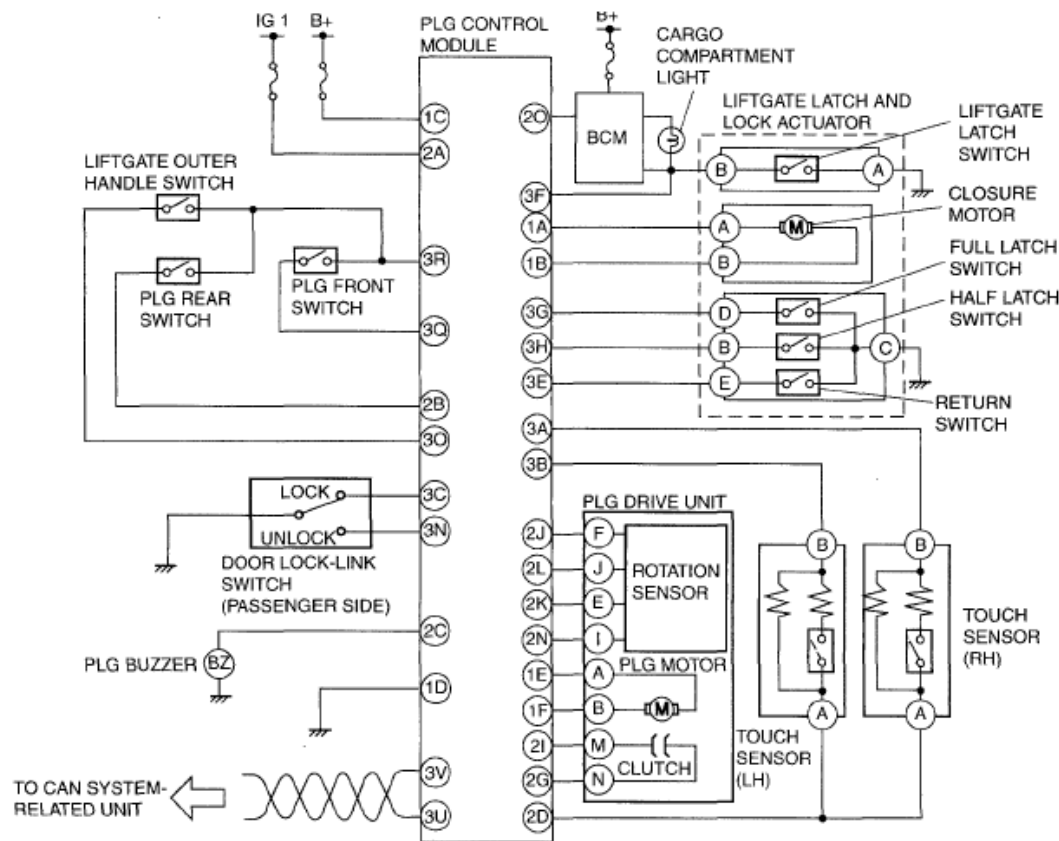 IG 1
B+
PLG CONTROL
MODULE
B+
CARGO
COMPARTMENT
LIGHT
1C
2A
LIFTGATE OUTER
HANDLE SWITCH
3R
PLG REAR
SWITCH
PLG FRONT
SWITCH
3Q
2B
3O
LOCK
3C
UNLOCK
3N
DOOR LOCK-LINK
SWITCH
(PASSENGER SIDE)
2C
PLG BUZZER
BZ
1D
TO CAN SYSTEM-
RELATED UNIT
3V
3U
2O
BCM
LIFTGATE LATCH AND
LOCK ACTUATOR
LIFTGATE
LATCH
SWITCH
B
A
3F
CLOSURE
MOTOR
1A
A
M
1B
B
FULL LATCH
SWITCH
HALF LATCH
SWITCH
3G
D
3H
B
C
3E
E
RETURN
SWITCH
3A
3B
PLG DRIVE UNIT
2J
F
2L
J
2K
E
2N
I
ROTATION
SENSOR
PLG MOTOR
1E
A
1F
B
M
2I
M
CLUTCH
2G
N
2D
B
A
TOUCH
SENSOR
(LH)
B
A
TOUCH
SENSOR
(RH)